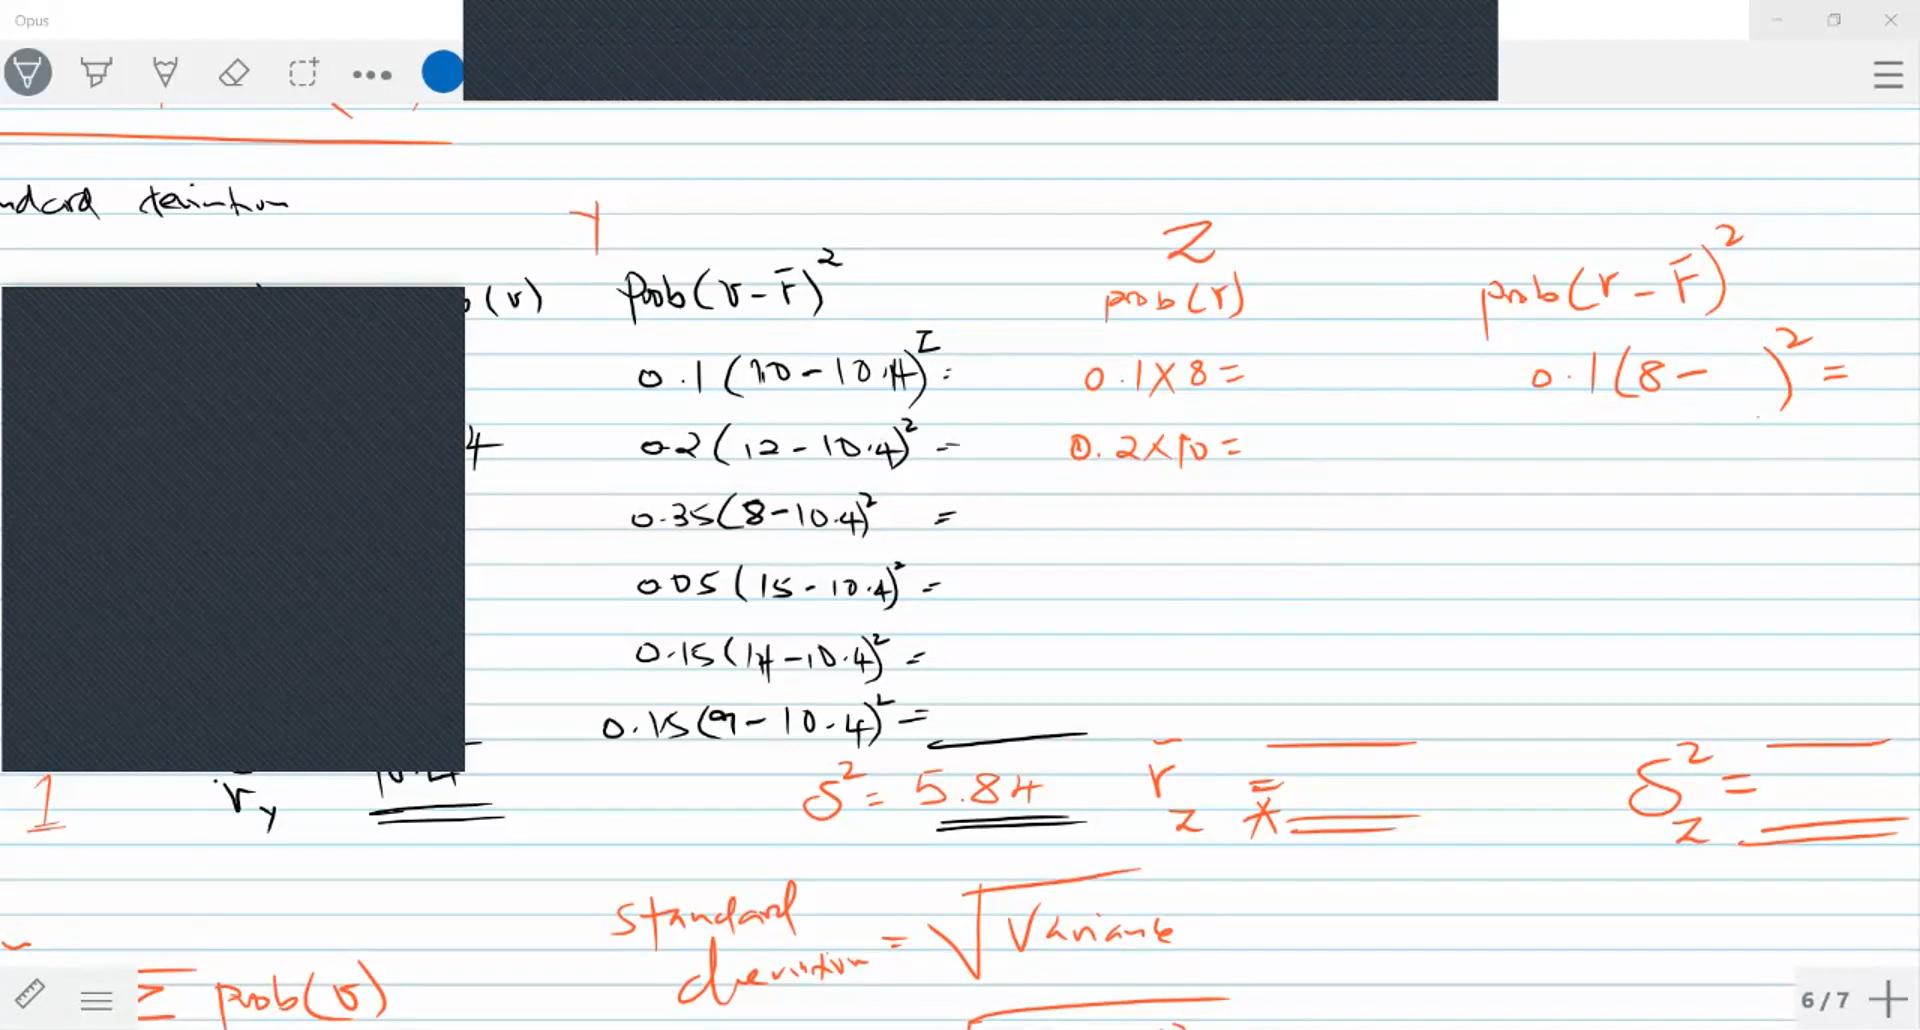 Opus
Y
Z
prob(r - r̄)²
prob(r)
prob(r - r̄)²
0.1(10 - 10.4)² =
0.1 X 8 =
0.1(8 - )² =
4
0.2(12 - 10.4)² =
0.2 X 10 =
0.35(8 - 10.4)² =
0.05(15 - 10.4)² =
0.15(14 - 10.4)² =
0.15(9 - 10.4)² =
1
r̄y
δ² = 5.84
r̄z =
δ²z =
standard
= √Variance
Σ prob(r)
6 / 7